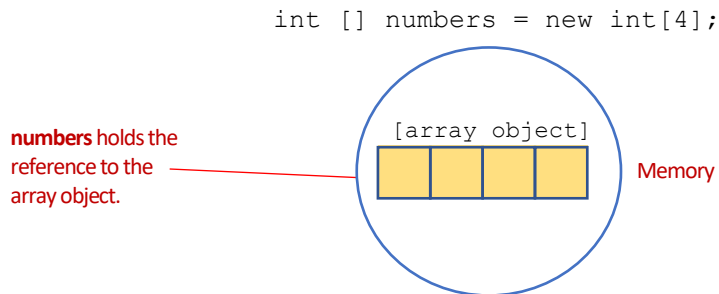 int [] numbers = new int[4];
[array object]
numbers holds the
reference to the
array object.
Memory